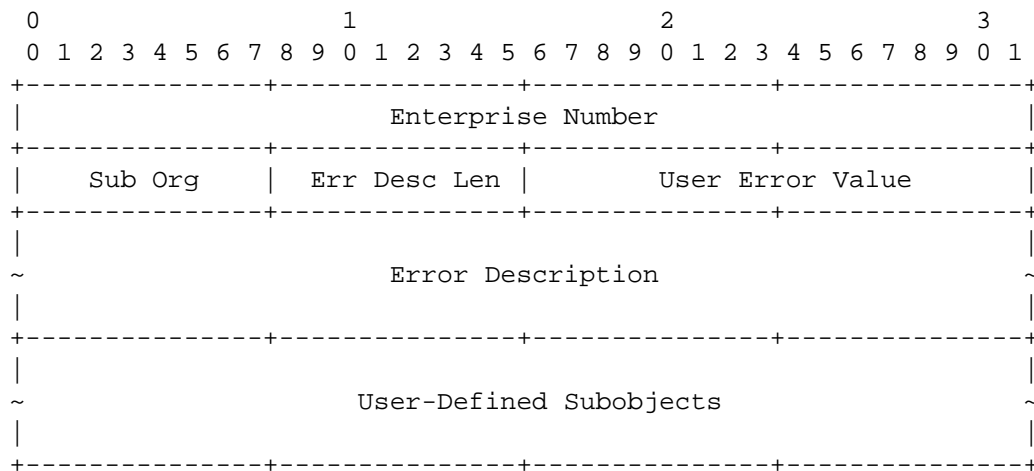 0                   1                   2                   3
0 1 2 3 4 5 6 7 8 9 0 1 2 3 4 5 6 7 8 9 0 1 2 3 4 5 6 7 8 9 0 1
+---------------+---------------+---------------+---------------+
|                       Enterprise Number                       |
+---------------+---------------+---------------+---------------+
|    Sub Org    |  Err Desc Len |        User Error Value       |
+---------------+---------------+---------------+---------------+
|                                                               |
~                       Error Description                       ~
|                                                               |
+---------------+---------------+---------------+---------------+
|                                                               |
~                     User-Defined Subobjects                   ~
|                                                               |
+---------------+---------------+---------------+---------------+